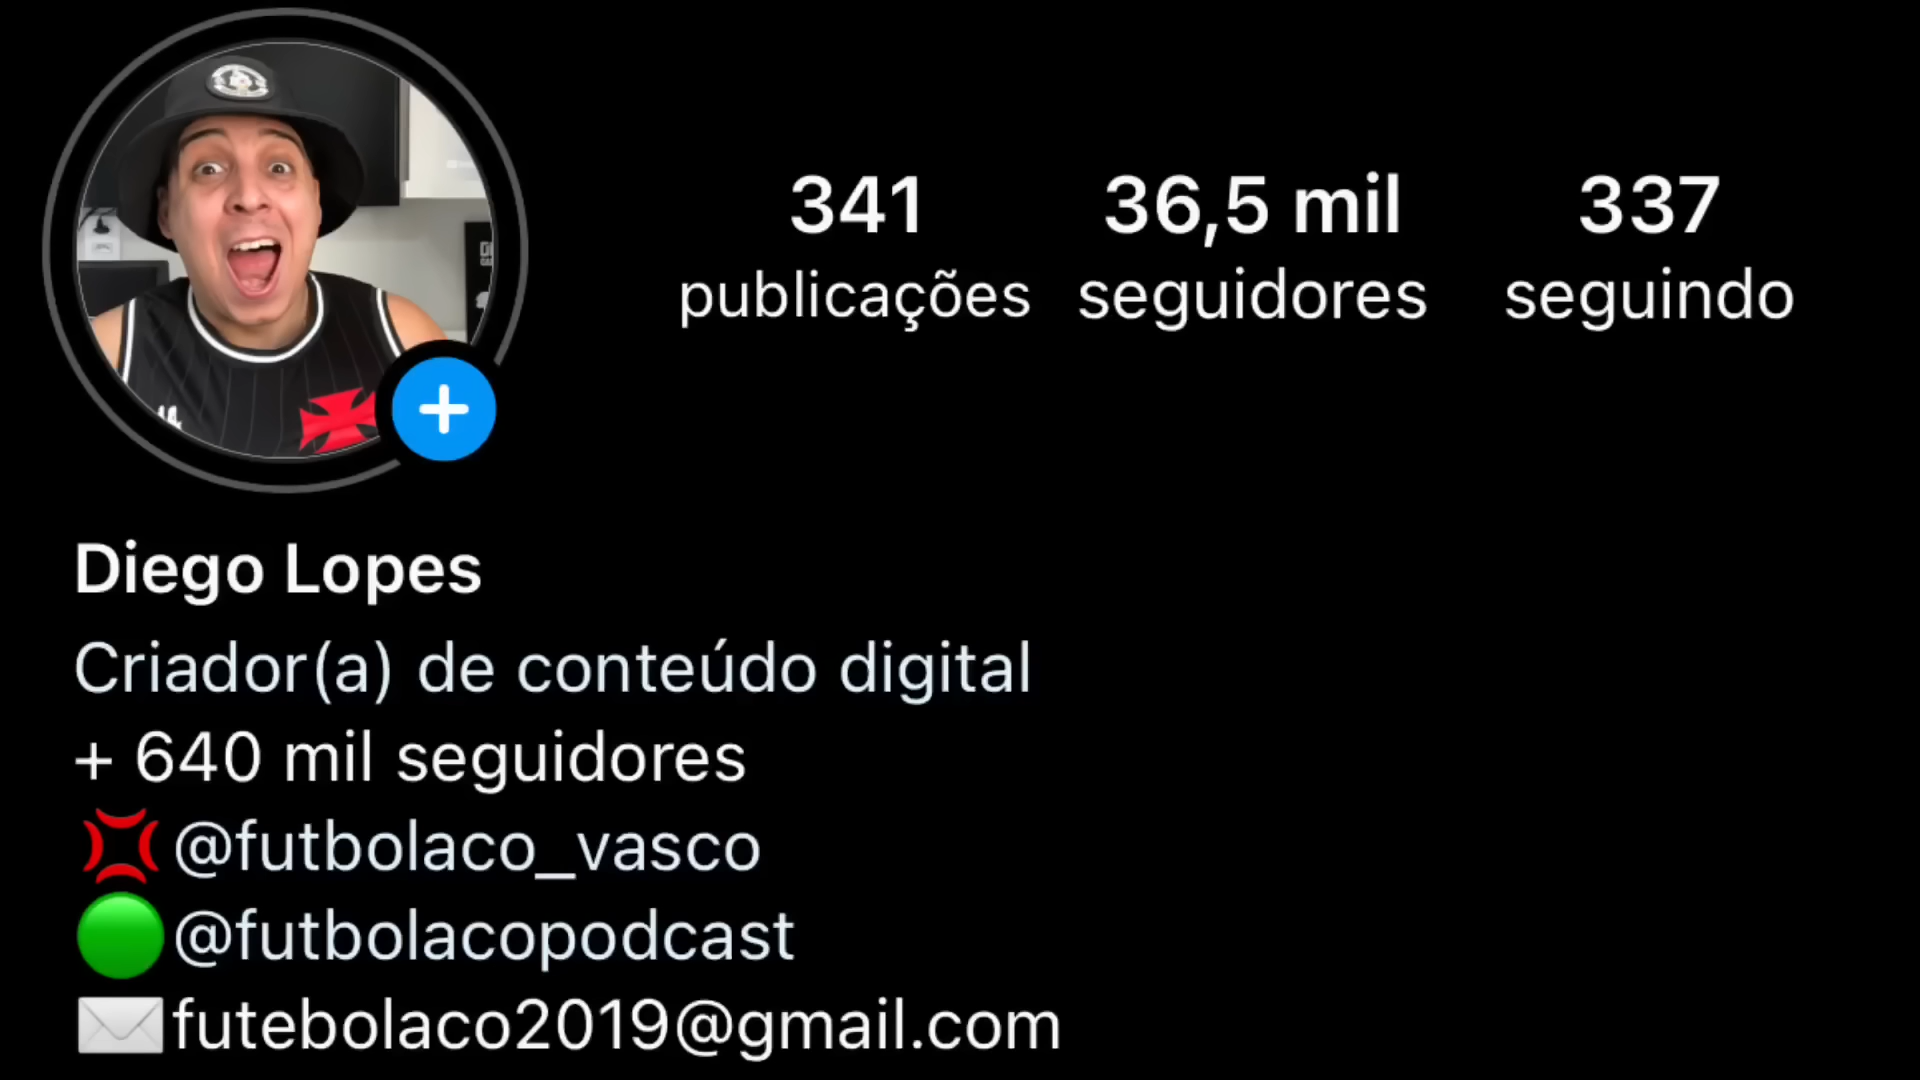 341 36,5 mil 337
publicações seguidores seguindo
Diego Lopes
Criador(a) de conteúdo digital
+ 640 mil seguidores
@futbolaco_vasco
@futbolacopodcast
futebolaco2019@gmail.com